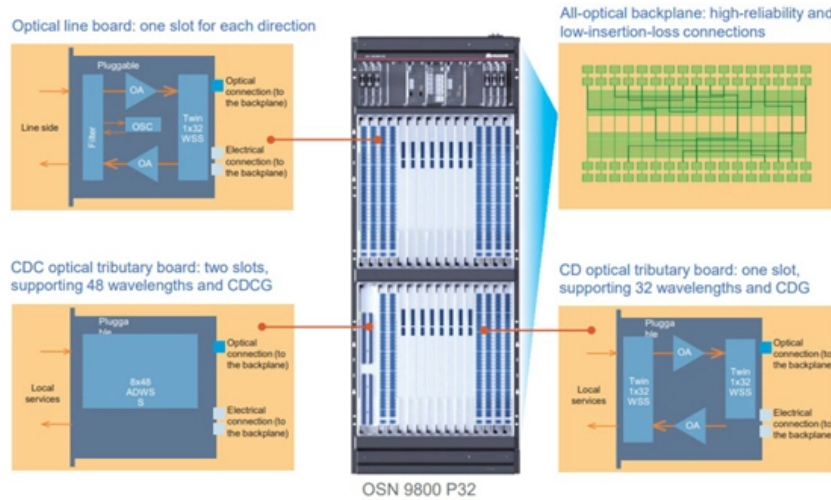 Optical line board: one slot for each direction
Pluggable
OA
Optical
connection (to
the backplane)
Line side
Filter
OSC
Twin
1x32
WSS
Electrical
connection (to
the backplane)
OA
All-optical backplane: high-reliability and
low-insertion-loss connections
CDC optical tributary board: two slots,
supporting 48 wavelengths and CDCG
Plugga
ble
Optical
connection (to
the backplane)
Local
services
8x48
ADWS
S
Electrical
connection (to
the backplane)
CD optical tributary board: one slot,
supporting 32 wavelengths and CDG
Plugga
ble
OA
Optical
connection (to
the backplane)
Local
services
Twin
1x32
WSS
Twin
1x32
WSS
Electrical
connection (to
the backplane)
OA
OSN 9800 P32